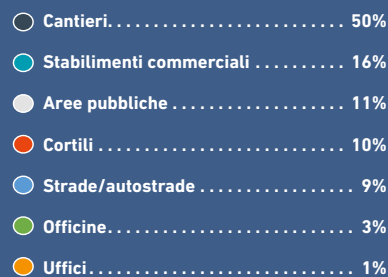 Cantieri. . . . . . . . . . . . . . . . . . . . . . . . . . . . . 50%
Stabilimenti commerciali . . . . . . . . . . 16%
Aree pubbliche . . . . . . . . . . . . . . . . . . . . . 11%
Cortili . . . . . . . . . . . . . . . . . . . . . . . . . . . . . . 10%
Strade/autostrade . . . . . . . . . . . . . . . . . . 9%
Officine. . . . . . . . . . . . . . . . . . . . . . . . . . . . . . 3%
Uffici. . . . . . . . . . . . . . . . . . . . . . . . . . . . . . . . 1%